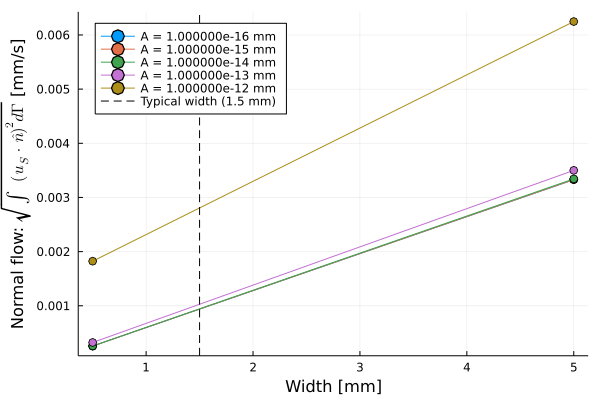 Normal flow: √∫ (u_S · n̂)² dΓ [mm/s]
0.006
0.005
0.004
0.003
0.002
0.001
A = 1.000000e-16 mm
A = 1.000000e-15 mm
A = 1.000000e-14 mm
A = 1.000000e-13 mm
A = 1.000000e-12 mm
Typical width (1.5 mm)
1
2
3
4
5
Width [mm]